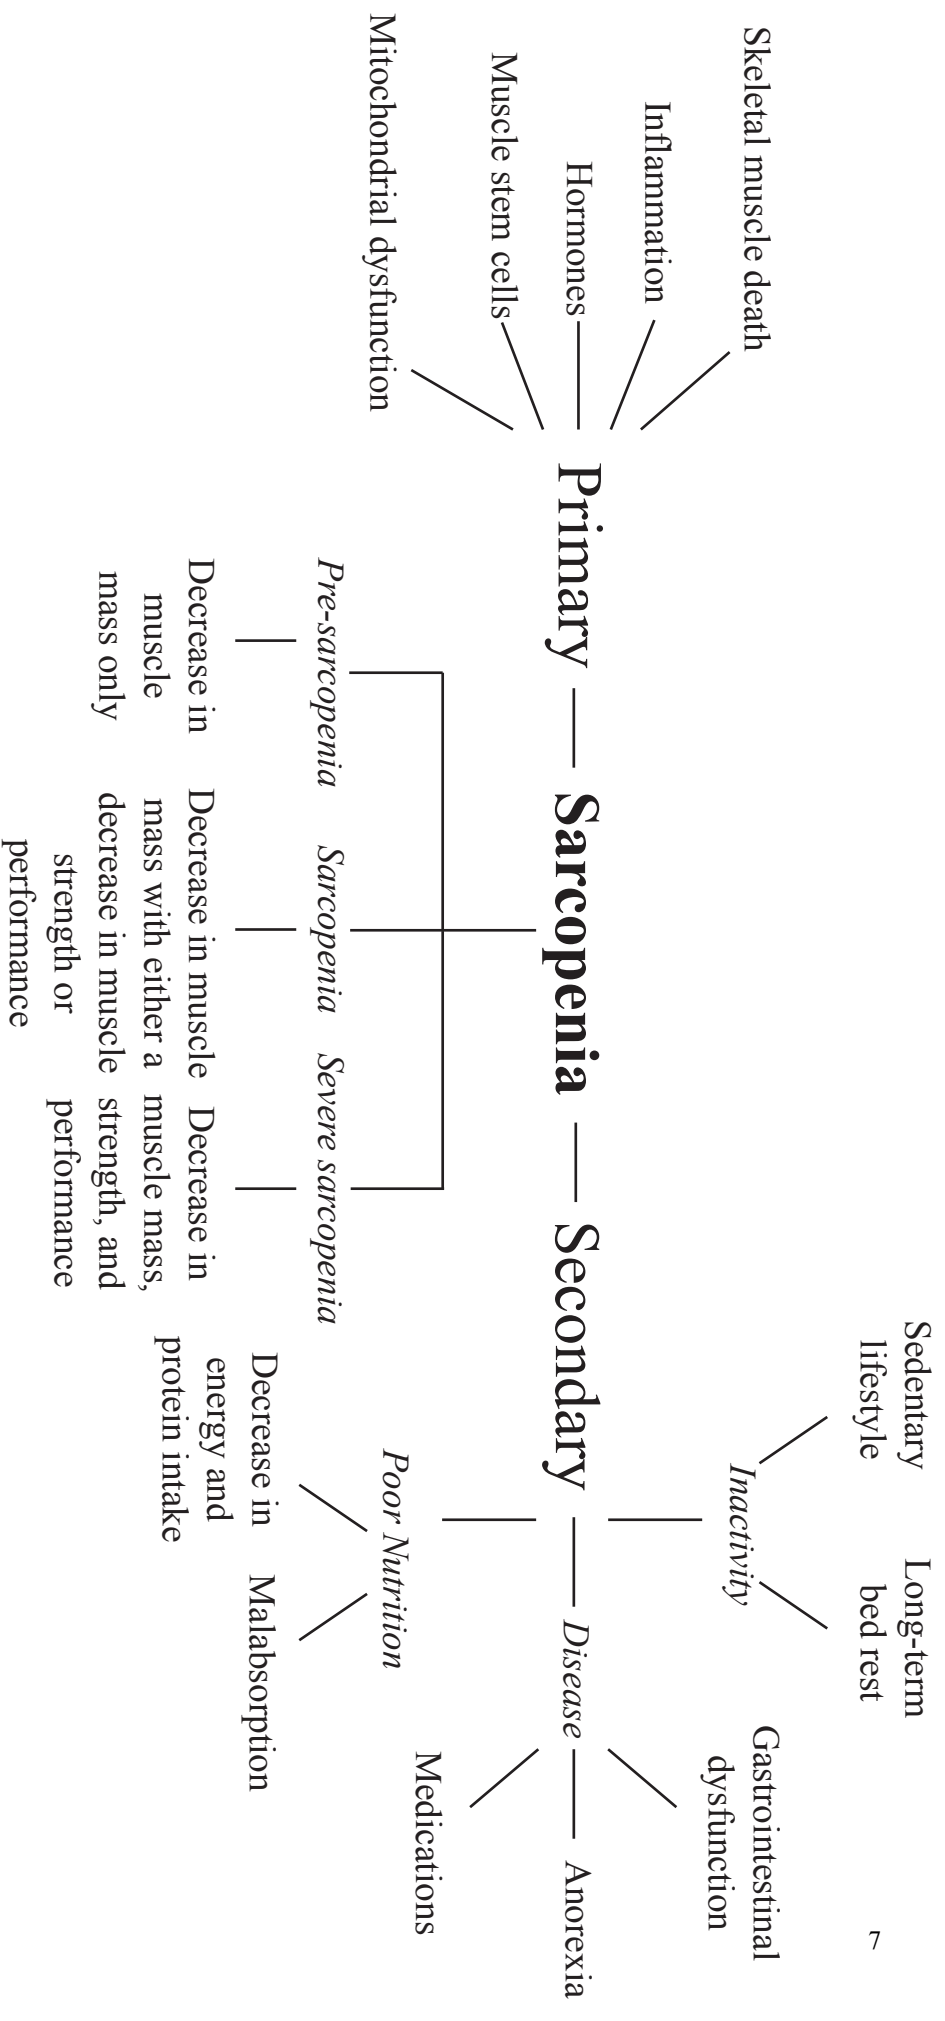 Skeletal muscle death
Inflammation
Hormones
Muscle stem cells
Mitochondrial dysfunction
Primary
Sarcopenia
Secondary
Pre-sarcopenia
Decrease in
muscle
mass only
Sarcopenia
Decrease in muscle
mass with either a
decrease in muscle
strength or
performance
Severe sarcopenia
Decrease in
muscle mass,
strength, and
performance
Sedentary
lifestyle
Long-term
bed rest
Inactivity
Disease
Gastrointestinal
dysfunction
Anorexia
Medications
Poor Nutrition
Decrease in
energy and
protein intake
Malabsorption
7